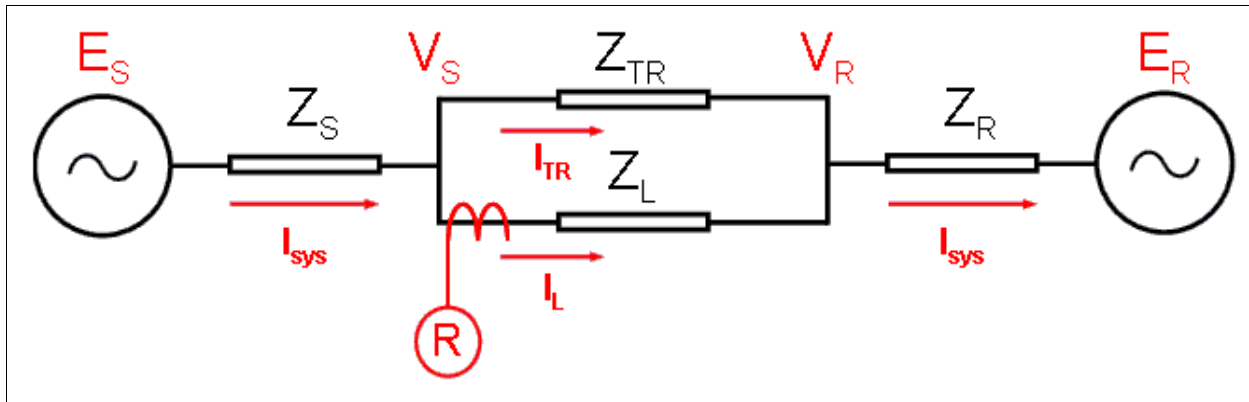 E_S
V_S
Z_TR
V_R
E_R
Z_S
Z_R
I_TR
Z_L
I_sys
I_sys
I_L
R